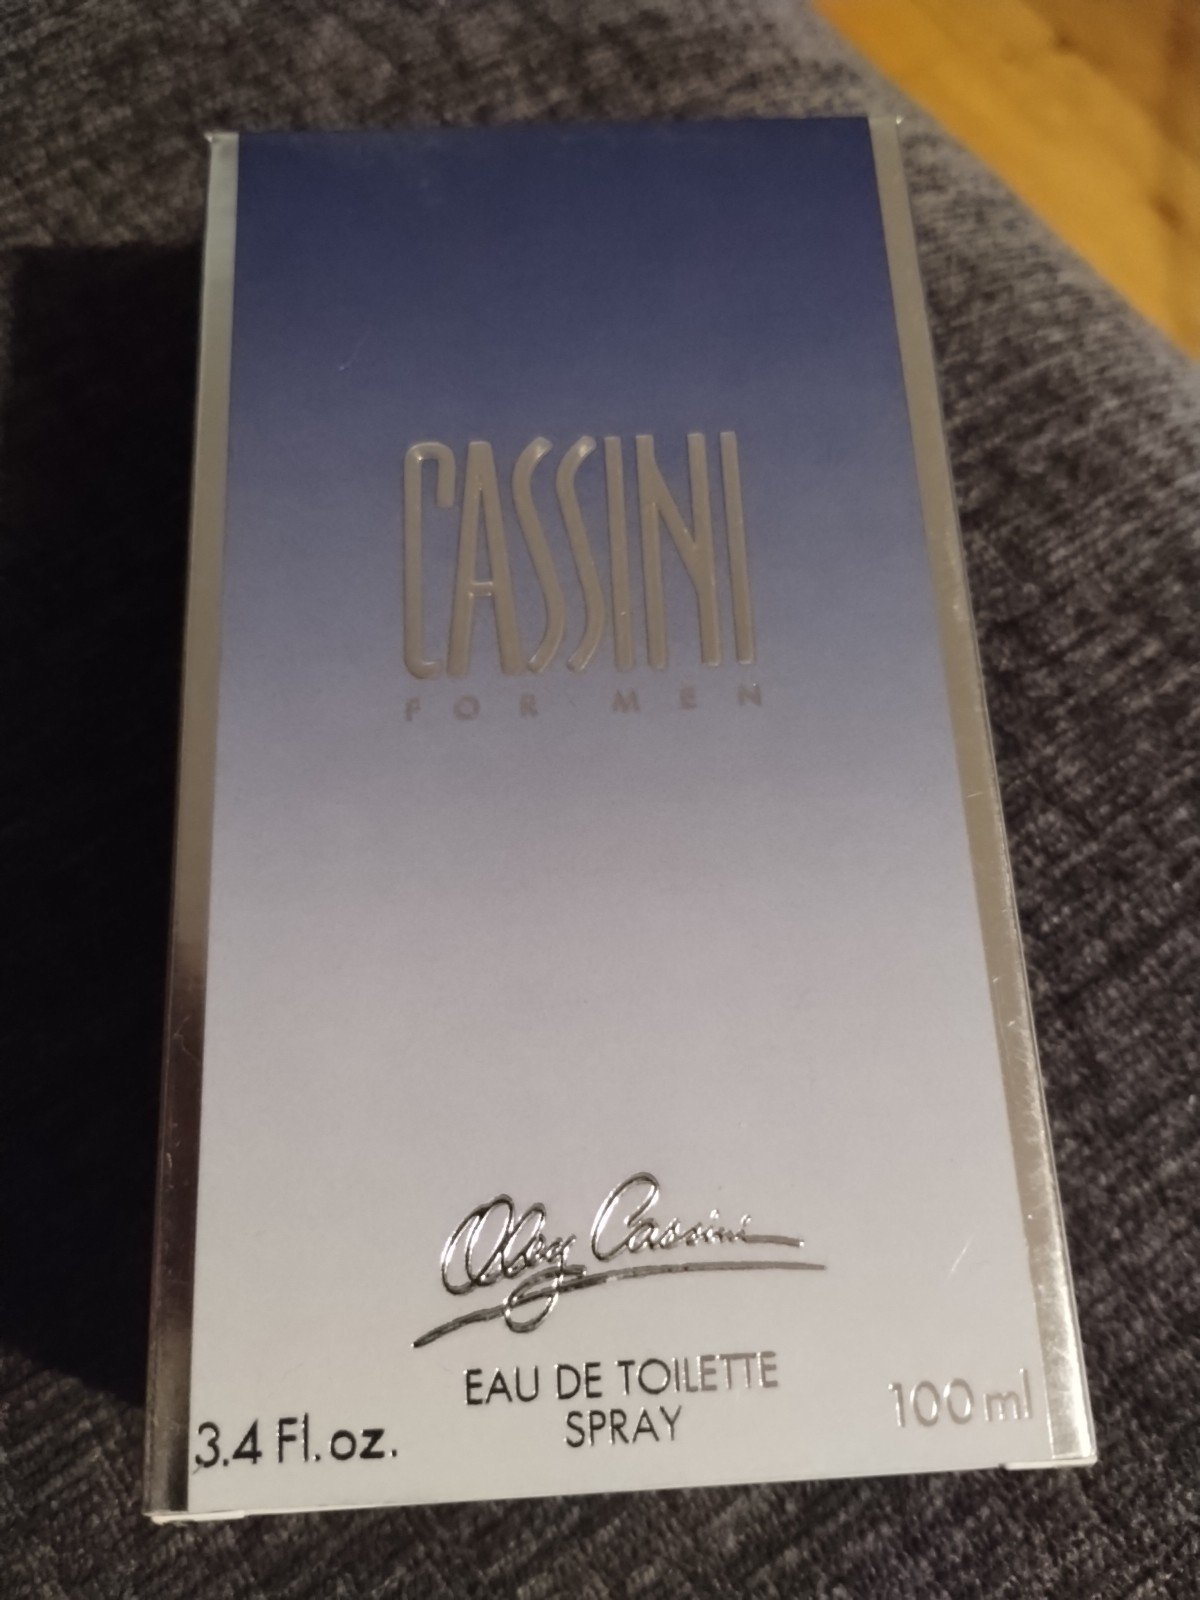 CASSINI
FOR MEN
Oleg Cassini
EAU DE TOILETTE
SPRAY
3.4 Fl. oz.
100 ml